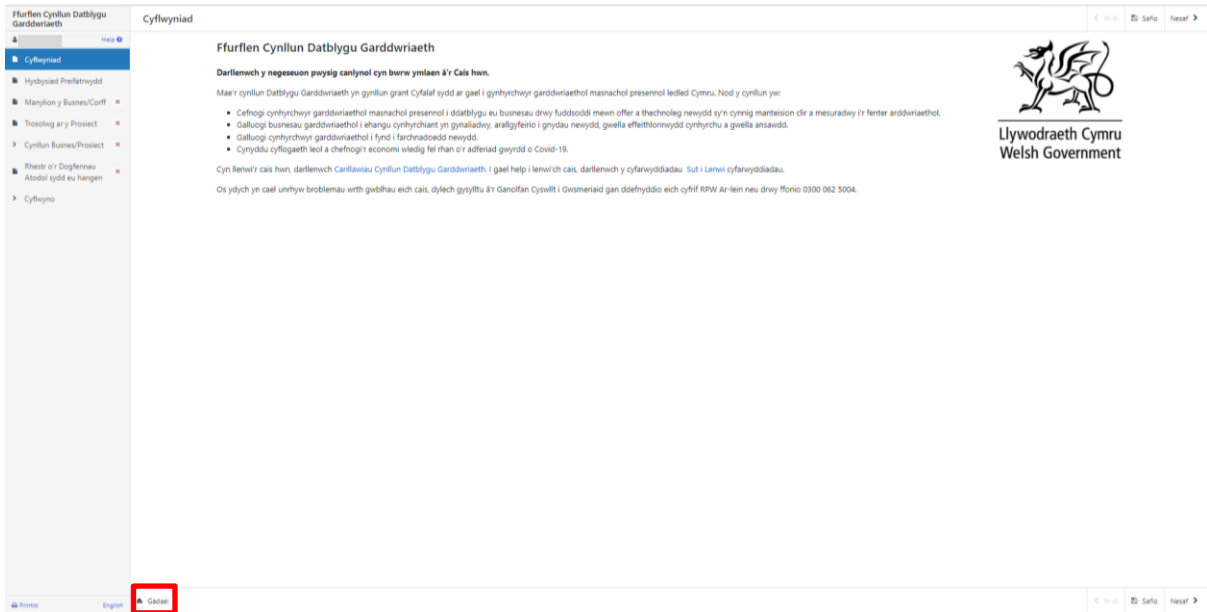 Ffurflen Cynllun Datblygu
Garddwriaeth
Help
Cyflwyniad
Hysbysiad Preifatrwydd
Manylion y Busnes/Corff
Trosolwg ar y Prosiect
Cynllun Busnes/Prosiect
Rhestr o'r Dogfennau
Atodol sydd eu hangen
Cyflwyno
Printio
English
Cyflwyniad
Safio
Nesaf
Ffurflen Cynllun Datblygu Garddwriaeth
Darllenwch y negeseuon pwysig canlynol cyn bwrw ymlaen â'r Cais hwn.
Mae'r cynllun Datblygu Garddwriaeth yn gynllun grant Cyfalaf sydd ar gael i gynhyrchwyr garddwriaethol masnachol presennol ledled Cymru. Nod y cynllun yw:
Cefnogi cynhyrchwyr garddwriaethol masnachol presennol i ddatblygu eu busnesau drwy fuddsoddi mewn offer a thechnoleg newydd sy'n cynnig manteision clir a mesuradwy i'r fenter arddwriaethol.
Galluogi busnesau garddwriaethol i ehangu cynhyrchiant yn gynaliadwy, arallgyfeirio i gnydau newydd, gwella effeithlonrwydd cynhyrchu a gwella ansawdd.
Galluogi cynhyrchwyr garddwriaethol i fynd i farchnadoedd newydd.
Cynyddu cyflogaeth leol a chefnogi'r economi wledig fel rhan o'r adferiad gwyrdd o Covid-19.
Cyn llenwi'r cais hwn, darllenwch Canllawiau Cynllun Datblygu Garddwriaeth. I gael help i lenwi'ch cais, darllenwch y cyfarwyddiadau Sut i Lenwi cyfarwyddiadau.
Os ydych yn cael unrhyw broblemau wrth gwblhau eich cais, dylech gysylltu â'r Ganolfan Cyswllt i Gwsmeriaid gan ddefnyddio eich cyfrif RPW Ar-lein neu drwy ffonio 0300 062 5004.
Llywodraeth Cymru
Welsh Government
Gadael
Safio
Nesaf